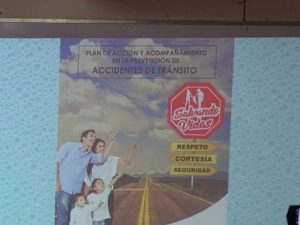 PLAN DE ACCIÓN Y ACOMPAÑAMIENTO
EN LA PREVENCIÓN DE
ACCIDENTES DE TRÁNSITO
Salvando
Vidas
RESPETO
CORTESÍA
SEGURIDAD